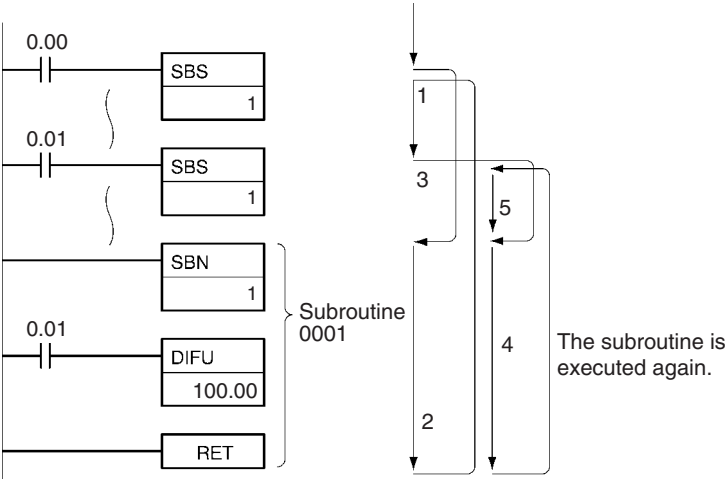 0.00
SBS
1
0.01
SBS
1
SBN
1
Subroutine
0001
0.01
DIFU
100.00
RET
1
3
5
4
2
The subroutine is
executed again.